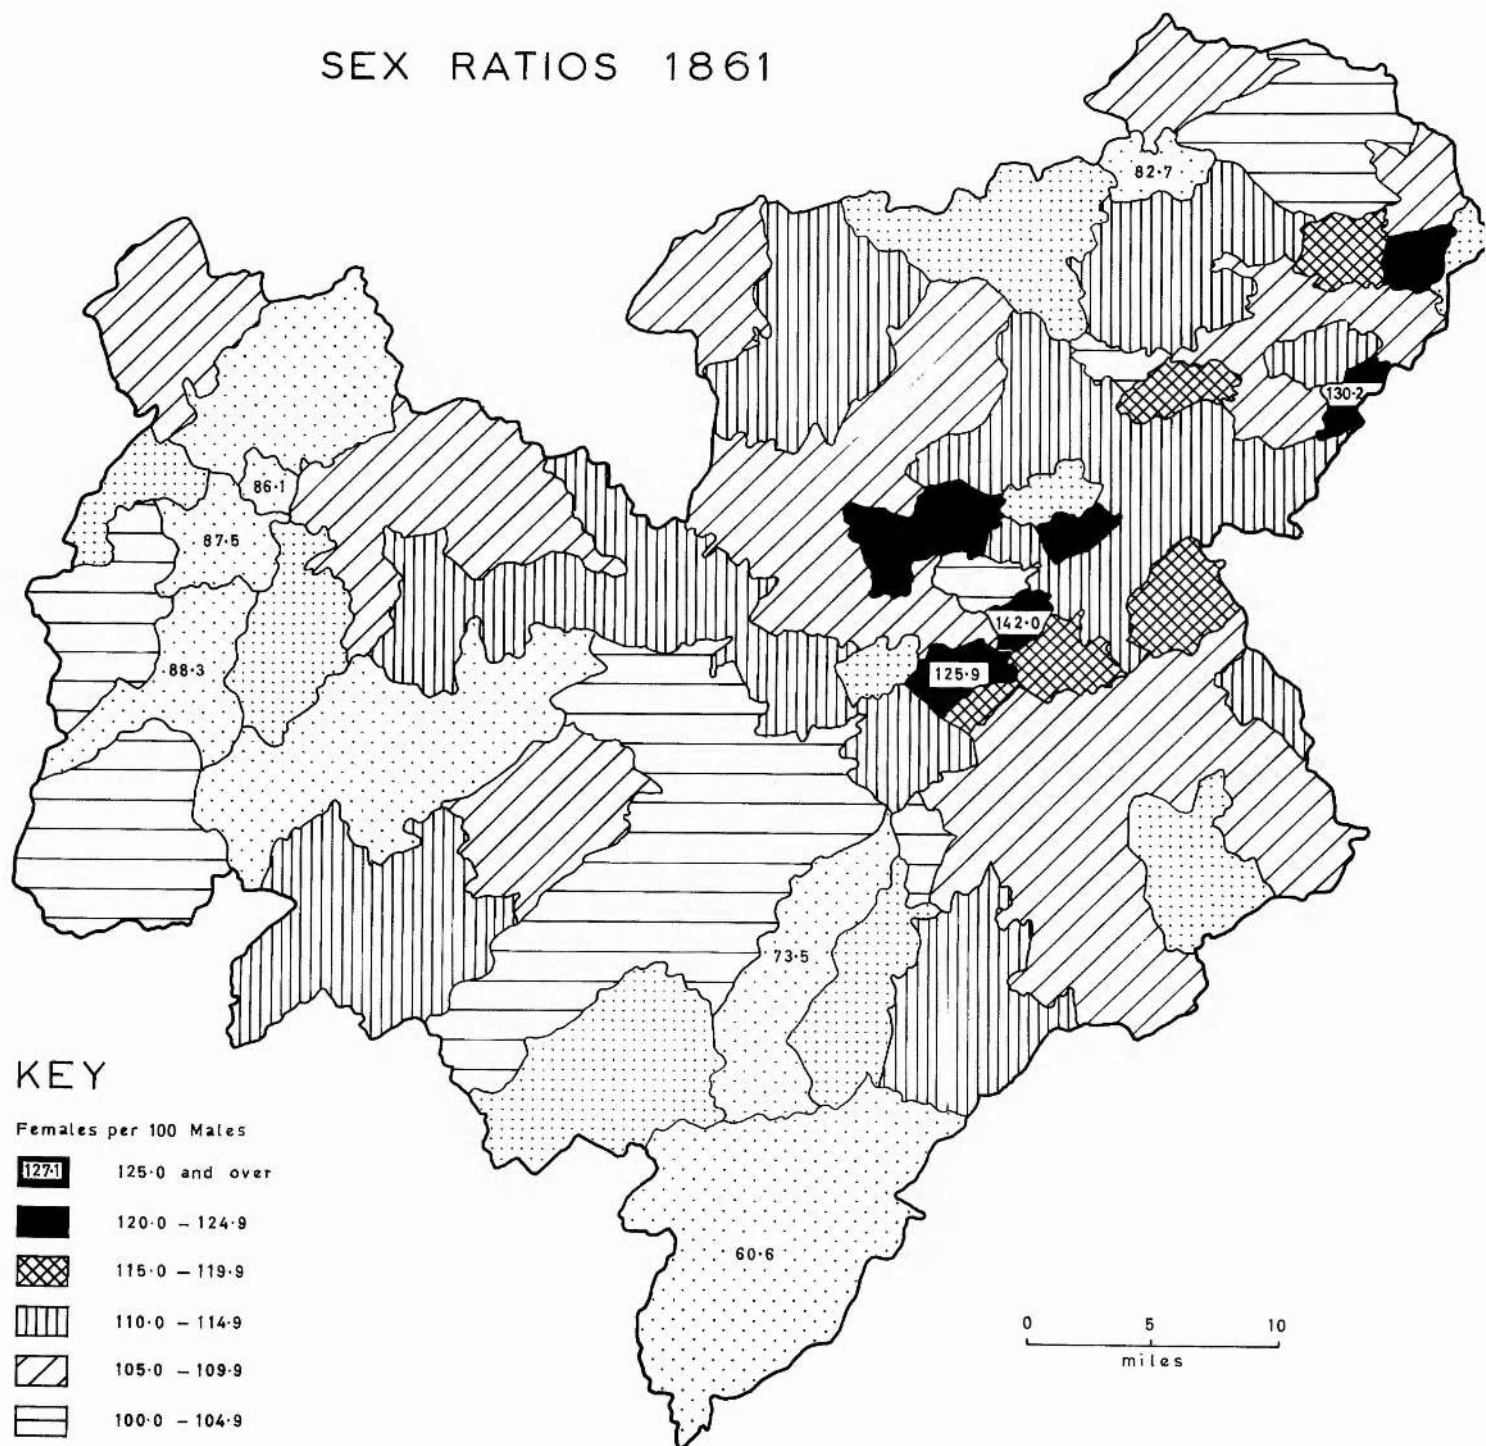 SEX RATIOS 1861
82·7
130·2
86·1
87·5
142·0
88·3
125·9
73·5
60·6
KEY
Females per 100 Males
127·1 125·0 and over
120·0 – 124·9
115·0 – 119·9
110·0 – 114·9
105·0 – 109·9
100·0 – 104·9
0 5 10
miles